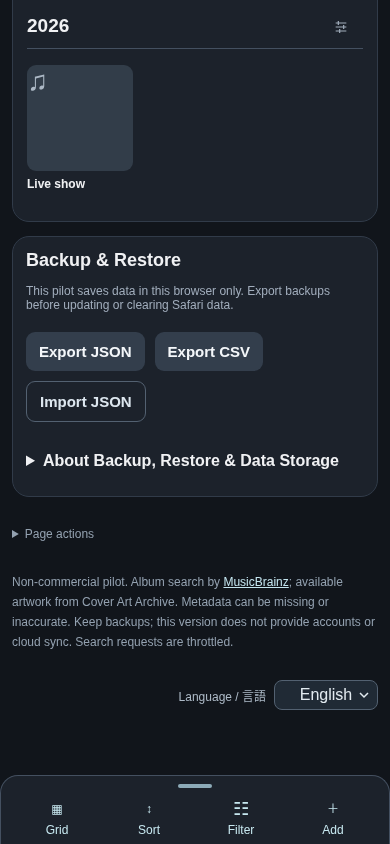 2026
Live show
Backup & Restore
This pilot saves data in this browser only. Export backups
before updating or clearing Safari data.
Export JSON
Export CSV
Import JSON
About Backup, Restore & Data Storage
Page actions
Non-commercial pilot. Album search by MusicBrainz; available
artwork from Cover Art Archive. Metadata can be missing or
inaccurate. Keep backups; this version does not provide accounts or
cloud sync. Search requests are throttled.
Language / 言語
English
Grid
Sort
Filter
Add